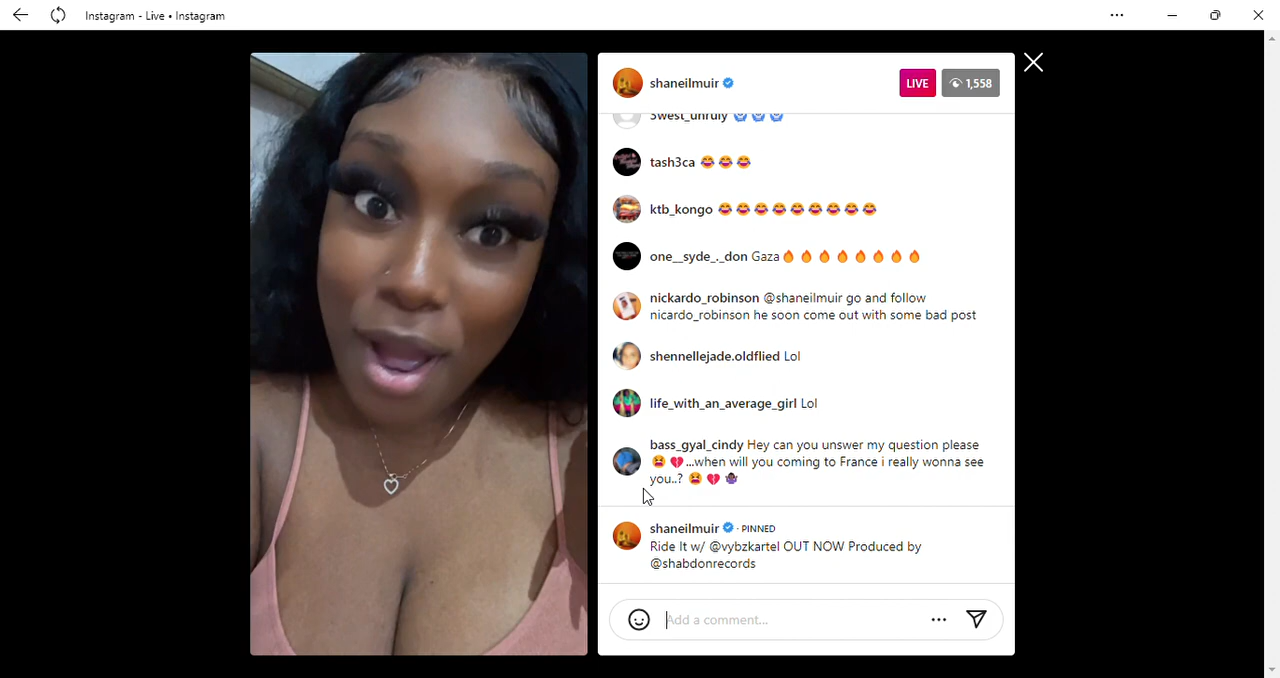 Instagram - Live • Instagram
shaneilmuir
LIVE
1,558
3west_unruly
tash3ca 😂 😂 😂
ktb_kongo 😂😂😂😂😂😂😂😂😂
one__syde_._don Gaza🔥🔥🔥🔥🔥🔥🔥🔥
nickardo_robinson @shaneilmuir go and follow
nicardo_robinson he soon come out with some bad post
shennellejade.oldflied Lol
life_with_an_average_girl Lol
bass_gyal_cindy Hey can you unswer my question please
😫 💔...when will you coming to France i really wonna see
you..? 😫 💔 🤷🏿‍♀️
shaneilmuir · PINNED
Ride It w/ @vybzkartel OUT NOW Produced by
@shabdonrecords
Add a comment...